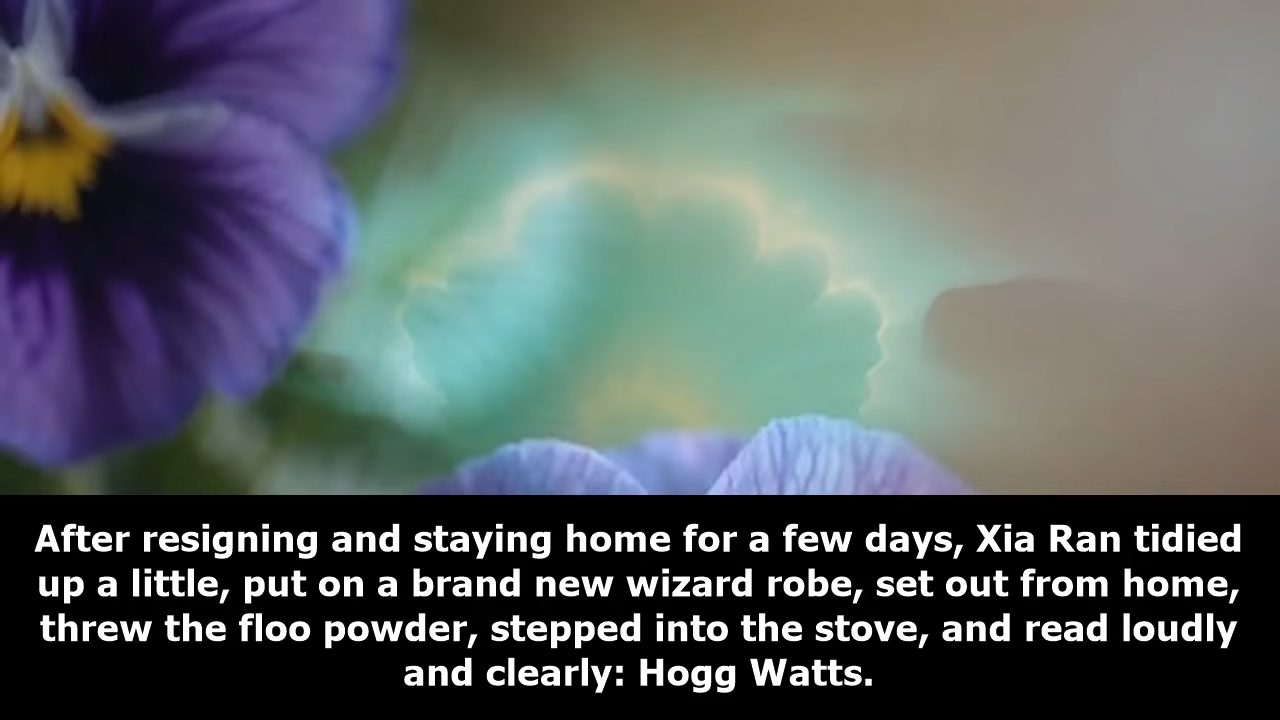 After resigning and staying home for a few days, Xia Ran tidied
up a little, put on a brand new wizard robe, set out from home,
threw the floo powder, stepped into the stove, and read loudly
and clearly: Hogg Watts.